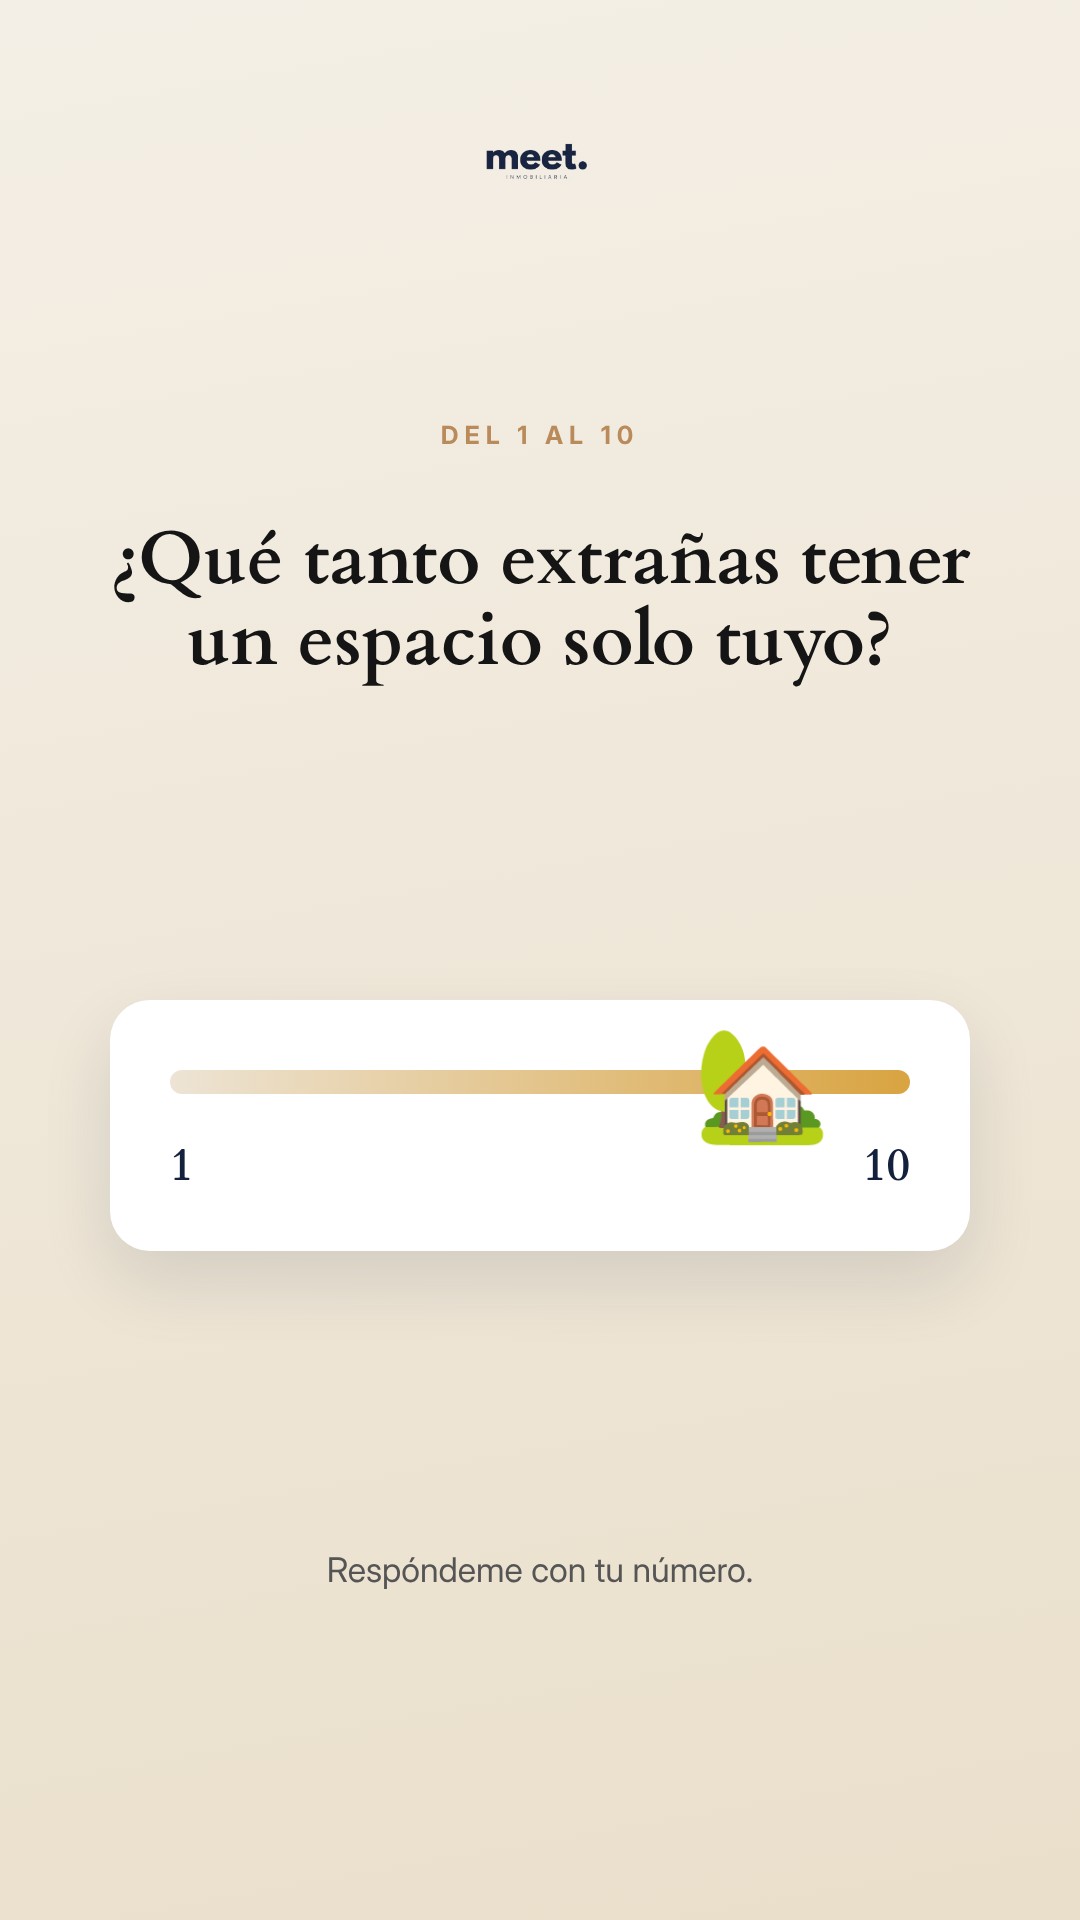 meet.
INMOBILIARIA
DEL 1 AL 10
¿Qué tanto extrañas tener
un espacio solo tuyo?
1
10
Respóndeme con tu número.